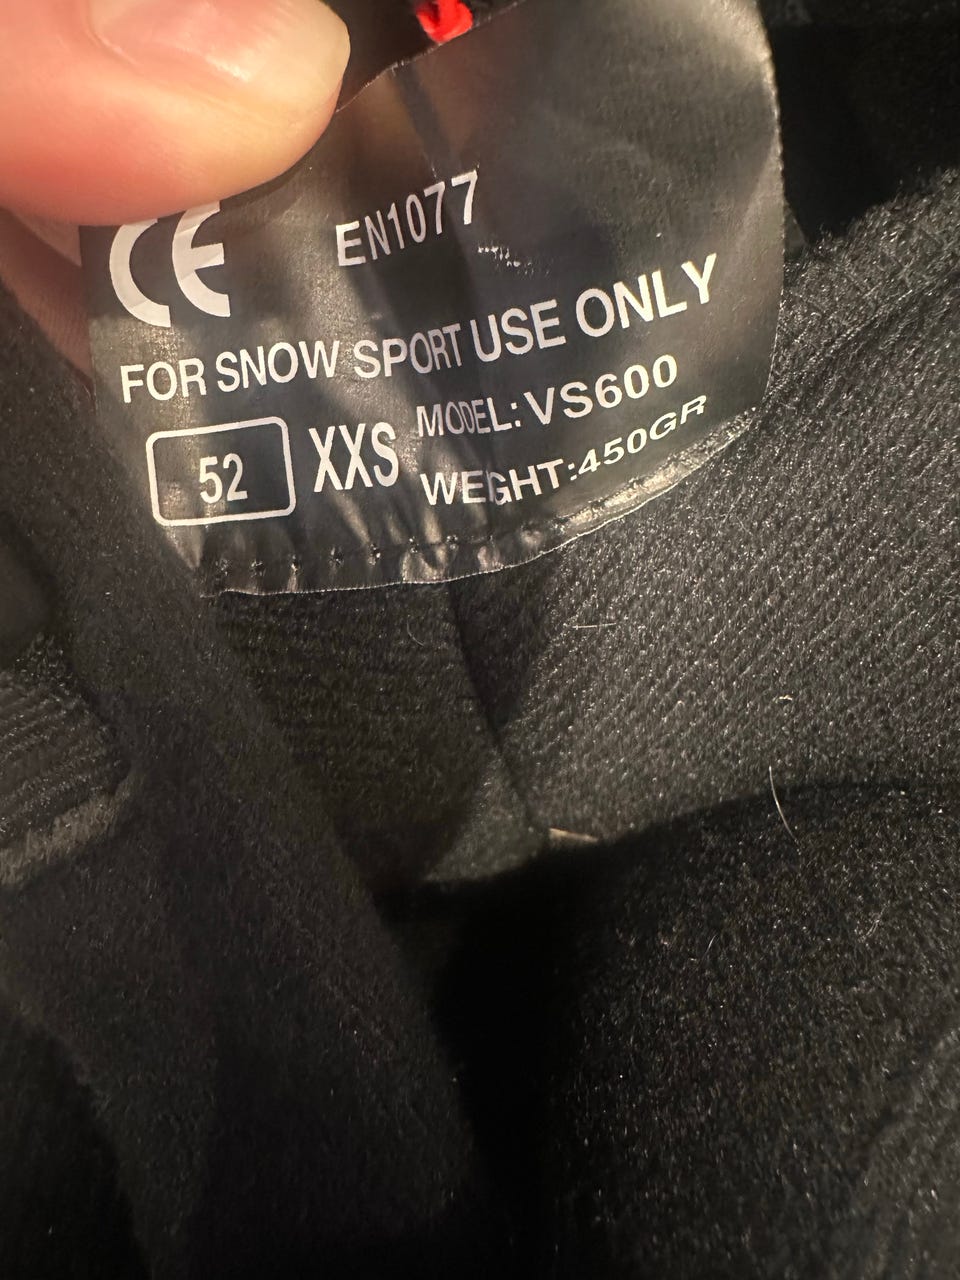 CE EN1077
FOR SNOW SPORT USE ONLY
52 XXS MODEL: VS600
WEIGHT:450GR